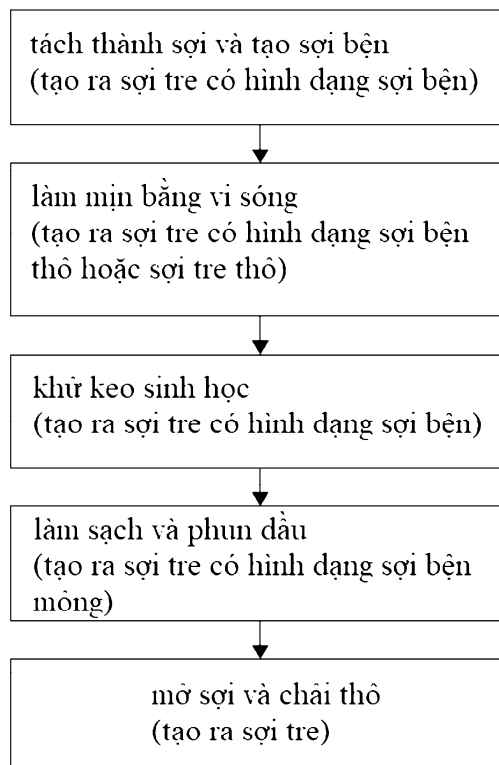 tách thành sợi và tạo sợi bện
(tạo ra sợi tre có hình dạng sợi bện)
làm mịn bằng vi sóng
(tạo ra sợi tre có hình dạng sợi bện
thô hoặc sợi tre thô)
khử keo sinh học
(tạo ra sợi tre có hình dạng sợi bện)
làm sạch và phun dầu
(tạo ra sợi tre có hình dạng sợi bện
mỏng)
mở sợi và chải thô
(tạo ra sợi tre)